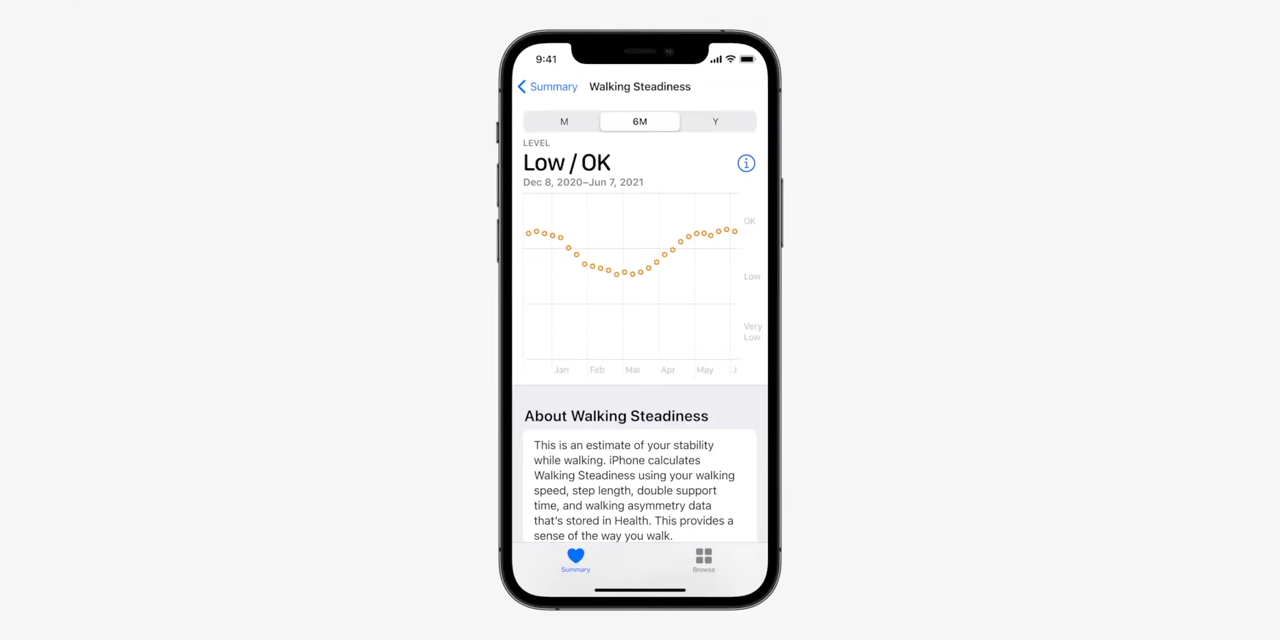 9:41
Summary Walking Steadiness
M 6M Y
LEVEL
Low / OK
Dec 8, 2020–Jun 7, 2021
OK
Low
Very
Low
Jan Feb Mar Apr May J
About Walking Steadiness
This is an estimate of your stability
while walking. iPhone calculates
Walking Steadiness using your walking
speed, step length, double support
time, and walking asymmetry data
that's stored in Health. This provides a
sense of the way you walk.
Summary Browse